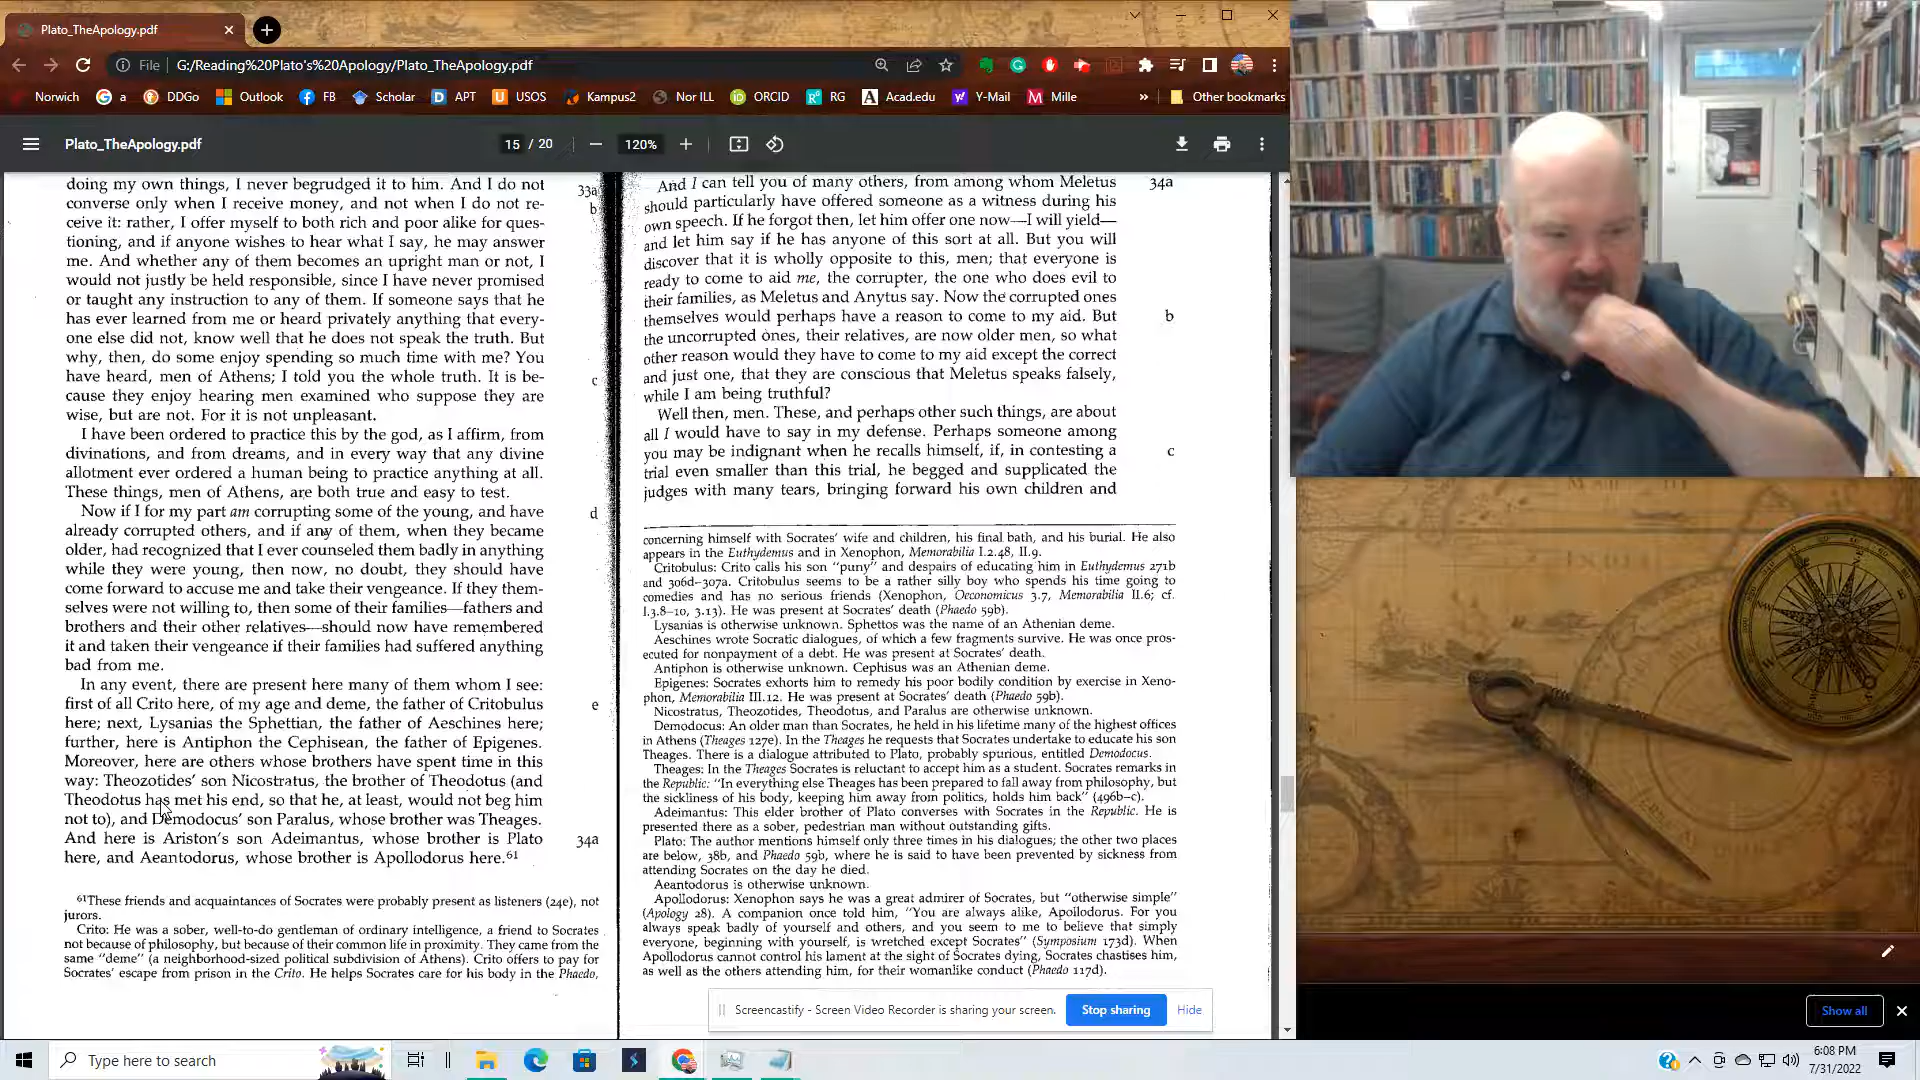 Plato_TheApology.pdf
File G:/Reading%20Plato's%20Apology/Plato_TheApology.pdf
Norwich a DDGo Outlook FB Scholar APT USOS Kampus2 Nor ILL ORCID RG Acad.edu Y-Mail Mille » Other bookmarks
Plato_TheApology.pdf 15 / 20 120%
doing my own things, I never begrudged it to him. And I do not
33a
converse only when I receive money, and not when I do not re-
b
ceive it: rather, I offer myself to both rich and poor alike for ques-
tioning, and if anyone wishes to hear what I say, he may answer
me. And whether any of them becomes an upright man or not, I
would not justly be held responsible, since I have never promised
or taught any instruction to any of them. If someone says that he
has ever learned from me or heard privately anything that every-
one else did not, know well that he does not speak the truth. But
why, then, do some enjoy spending so much time with me? You
have heard, men of Athens; I told you the whole truth. It is be-
c
cause they enjoy hearing men examined who suppose they are
wise, but are not. For it is not unpleasant.
I have been ordered to practice this by the god, as I affirm, from
divinations, and from dreams, and in every way that any divine
allotment ever ordered a human being to practice anything at all.
These things, men of Athens, are both true and easy to test.
Now if I for my part am corrupting some of the young, and have
d
already corrupted others, and if any of them, when they became
older, had recognized that I ever counseled them badly in anything
while they were young, then now, no doubt, they should have
come forward to accuse me and take their vengeance. If they them-
selves were not willing to, then some of their families—fathers and
brothers and their other relatives—should now have remembered
it and taken their vengeance if their families had suffered anything
bad from me.
In any event, there are present here many of them whom I see:
first of all Crito here, of my age and deme, the father of Critobulus
e
here; next, Lysanias the Sphettian, the father of Aeschines here;
further, here is Antiphon the Cephisean, the father of Epigenes.
Moreover, here are others whose brothers have spent time in this
way: Theozotides' son Nicostratus, the brother of Theodotus (and
Theodotus has met his end, so that he, at least, would not beg him
not to), and Demodocus' son Paralus, whose brother was Theages.
And here is Ariston's son Adeimantus, whose brother is Plato
34a
here, and Aeantodorus, whose brother is Apollodorus here.61
61These friends and acquaintances of Socrates were probably present as listeners (24e), not
jurors.
Crito: He was a sober, well-to-do gentleman of ordinary intelligence, a friend to Socrates
not because of philosophy, but because of their common life in proximity. They came from the
same "deme" (a neighborhood-sized political subdivision of Athens). Crito offers to pay for
Socrates' escape from prison in the Crito. He helps Socrates care for his body in the Phaedo,
And I can tell you of many others, from among whom Meletus
34a
should particularly have offered someone as a witness during his
own speech. If he forgot then, let him offer one now—I will yield—
and let him say if he has anyone of this sort at all. But you will
discover that it is wholly opposite to this, men; that everyone is
ready to come to aid me, the corrupter, the one who does evil to
their families, as Meletus and Anytus say. Now the corrupted ones
themselves would perhaps have a reason to come to my aid. But
b
the uncorrupted ones, their relatives, are now older men, so what
other reason would they have to come to my aid except the correct
and just one, that they are conscious that Meletus speaks falsely,
while I am being truthful?
Well then, men. These, and perhaps other such things, are about
all I would have to say in my defense. Perhaps someone among
you may be indignant when he recalls himself, if, in contesting a
c
trial even smaller than this trial, he begged and supplicated the
judges with many tears, bringing forward his own children and
concerning himself with Socrates' wife and children, his final bath, and his burial. He also
appears in the Euthydemus and in Xenophon, Memorabilia I.2.48, II.9.
Critobulus: Crito calls his son "puny" and despairs of educating him in Euthydemus 271b
and 306d-307a. Critobulus seems to be a rather silly boy who spends his time going to
comedies and has no serious friends (Xenophon, Oeconomicus 3.7, Memorabilia II.6; cf.
I.3.8-10, 3.13). He was present at Socrates' death (Phaedo 59b).
Lysanias is otherwise unknown. Sphettos was the name of an Athenian deme.
Aeschines wrote Socratic dialogues, of which a few fragments survive. He was once pros-
ecuted for nonpayment of a debt. He was present at Socrates' death.
Antiphon is otherwise unknown. Cephisus was an Athenian deme.
Epigenes: Socrates exhorts him to remedy his poor bodily condition by exercise in Xeno-
phon, Memorabilia III.12. He was present at Socrates' death (Phaedo 59b).
Nicostratus, Theozotides, Theodotus, and Paralus are otherwise unknown.
Demodocus: An older man than Socrates, he held in his lifetime many of the highest offices
in Athens (Theages 127e). In the Theages he requests that Socrates undertake to educate his son
Theages. There is a dialogue attributed to Plato, probably spurious, entitled Demodocus.
Theages: In the Theages Socrates is reluctant to accept him as a student. Socrates remarks in
the Republic: "In everything else Theages has been prepared to fall away from philosophy, but
the sickliness of his body, keeping him away from politics, holds him back" (496b-c).
Adeimantus: This elder brother of Plato converses with Socrates in the Republic. He is
presented there as a sober, pedestrian man without outstanding gifts.
Plato: The author mentions himself only three times in his dialogues; the other two places
are below, 38b, and Phaedo 59b, where he is said to have been prevented by sickness from
attending Socrates on the day he died.
Aeantodorus is otherwise unknown.
Apollodorus: Xenophon says he was a great admirer of Socrates, but "otherwise simple"
(Apology 28). A companion once told him, "You are always alike, Apollodorus. For you
always speak badly of yourself and others, and you seem to me to believe that simply
everyone, beginning with yourself, is wretched except Socrates" (Symposium 173d). When
Apollodorus cannot control his lament at the sight of Socrates dying, Socrates chastises him,
as well as the others attending him, for their womanlike conduct (Phaedo 117d).
Screencastify - Screen Video Recorder is sharing your screen. Stop sharing Hide
Show all
Type here to search
6:08 PM
7/31/2022